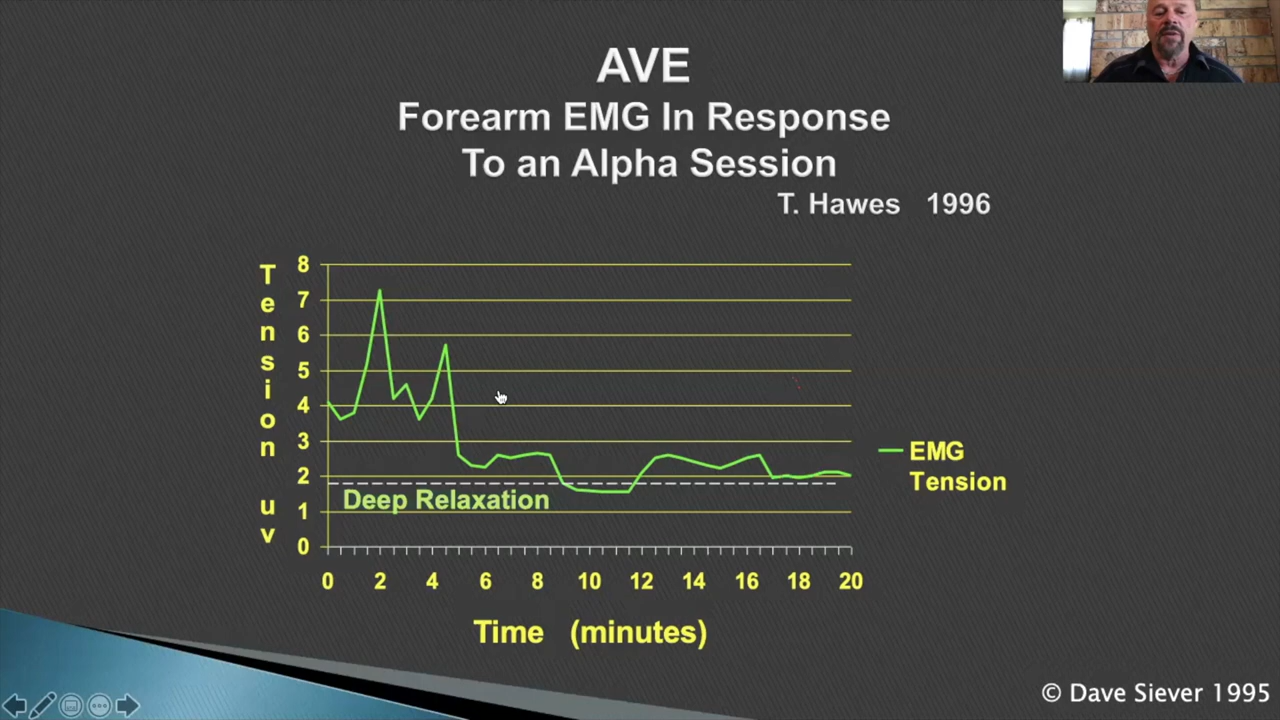 AVE
Forearm EMG In Response
To an Alpha Session
T. Hawes 1996
Tension uv
8
7
6
5
4
3
2
1
0
Deep Relaxation
EMG
Tension
0 2 4 6 8 10 12 14 16 18 20
Time (minutes)
© Dave Siever 1995